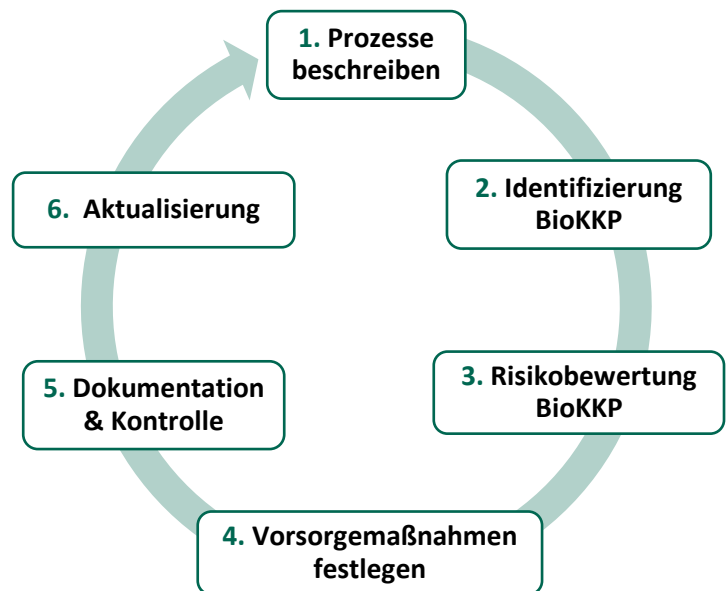 1. Prozesse
beschreiben
2. Identifizierung
BioKKP
3. Risikobewertung
BioKKP
4. Vorsorgemaßnahmen
festlegen
5. Dokumentation
& Kontrolle
6. Aktualisierung